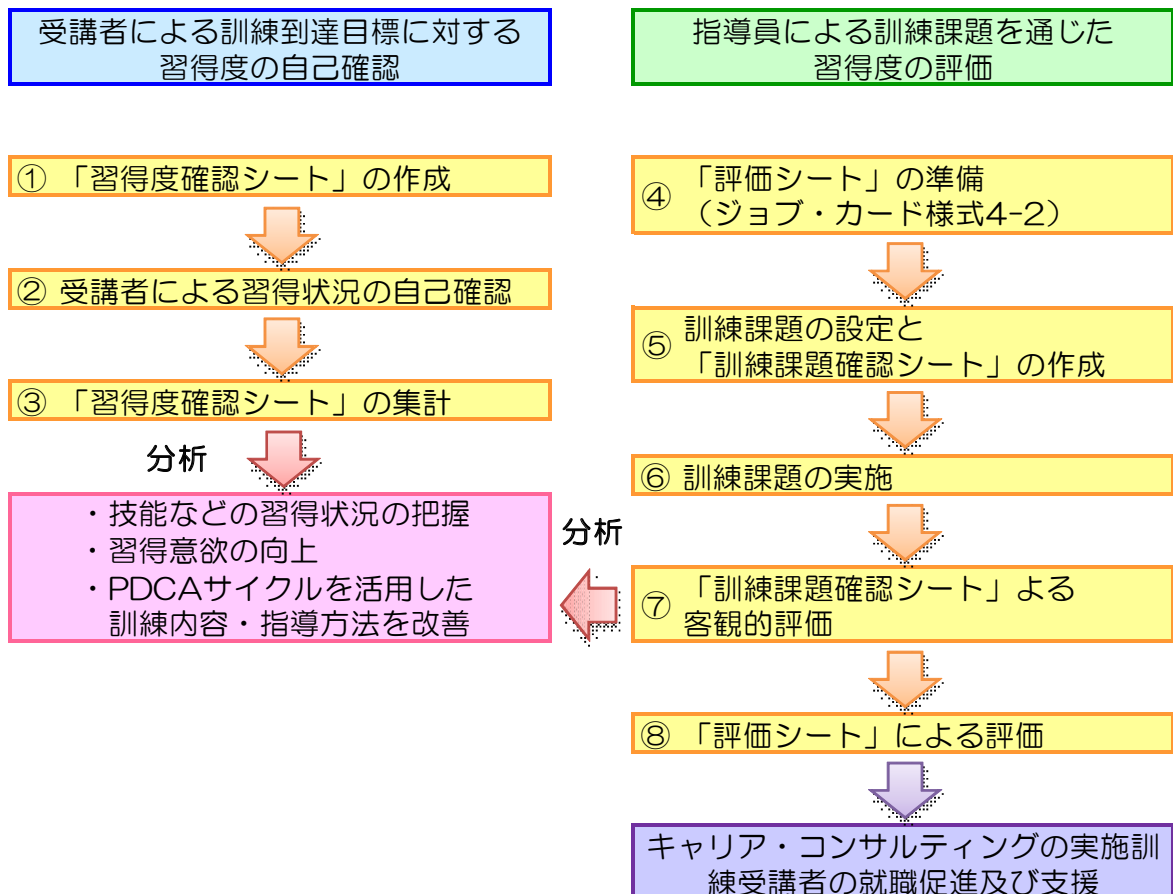 受講者による訓練到達目標に対する
習得度の自己確認
① 「習得度確認シート」の作成
② 受講者による習得状況の自己確認
③ 「習得度確認シート」の集計
分析
・技能などの習得状況の把握
・習得意欲の向上
・PDCAサイクルを活用した
訓練内容・指導方法を改善
指導員による訓練課題を通じた
習得度の評価
④ 「評価シート」の準備
（ジョブ・カード様式4-2）
⑤ 訓練課題の設定と
「訓練課題確認シート」の作成
⑥ 訓練課題の実施
分析
⑦ 「訓練課題確認シート」よる
客観的評価
⑧ 「評価シート」による評価
キャリア・コンサルティングの実施訓
練受講者の就職促進及び支援